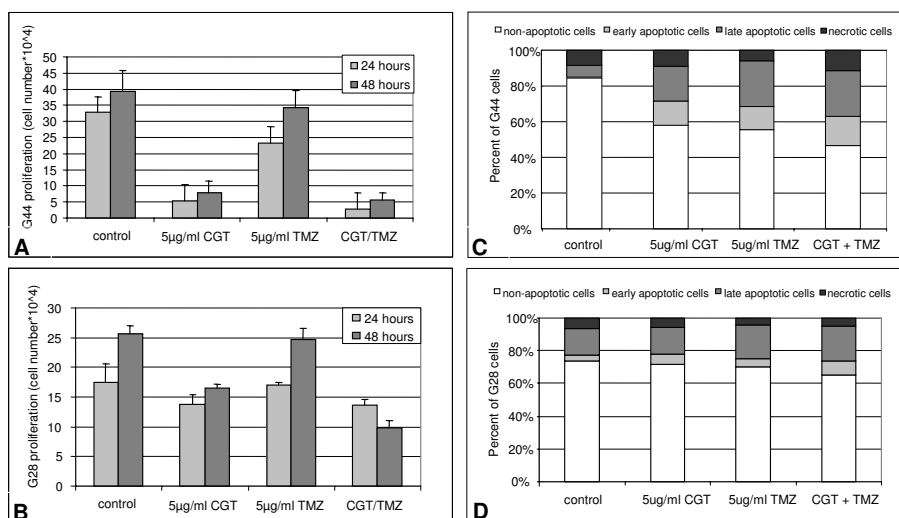 G44 proliferation (cell number*10^4)
50
45
40
35
30
25
20
15
10
5
0
24 hours
48 hours
control 5µg/ml CGT 5µg/ml TMZ CGT/TMZ
A
non-apoptotic cells early apoptotic cells late apoptotic cells necrotic cells
Percent of G44 cells
100%
80%
60%
40%
20%
0%
control 5ug/ml CGT 5ug/ml TMZ CGT + TMZ
C
G28 proliferation (cell number*10^4)
30
25
20
15
10
5
0
24 hours
48 hours
control 5µg/ml CGT 5µg/ml TMZ CGT/TMZ
B
non-apoptotic cells early apoptotic cells late apoptotic cells necrotic cells
Percent of G28 cells
100%
80%
60%
40%
20%
0%
control 5ug/ml CGT 5ug/ml TMZ CGT + TMZ
D